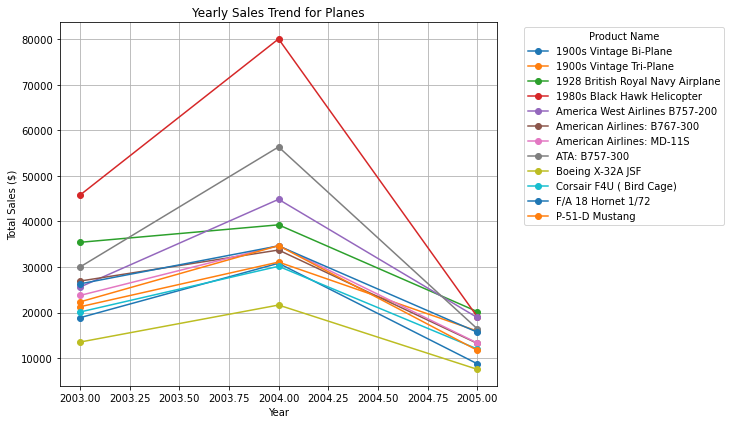 Yearly Sales Trend for Planes
Total Sales ($)
80000
70000
60000
50000
40000
30000
20000
10000
2003.00 2003.25 2003.50 2003.75 2004.00 2004.25 2004.50 2004.75 2005.00
Year
Product Name
1900s Vintage Bi-Plane
1900s Vintage Tri-Plane
1928 British Royal Navy Airplane
1980s Black Hawk Helicopter
America West Airlines B757-200
American Airlines: B767-300
American Airlines: MD-11S
ATA: B757-300
Boeing X-32A JSF
Corsair F4U ( Bird Cage)
F/A 18 Hornet 1/72
P-51-D Mustang